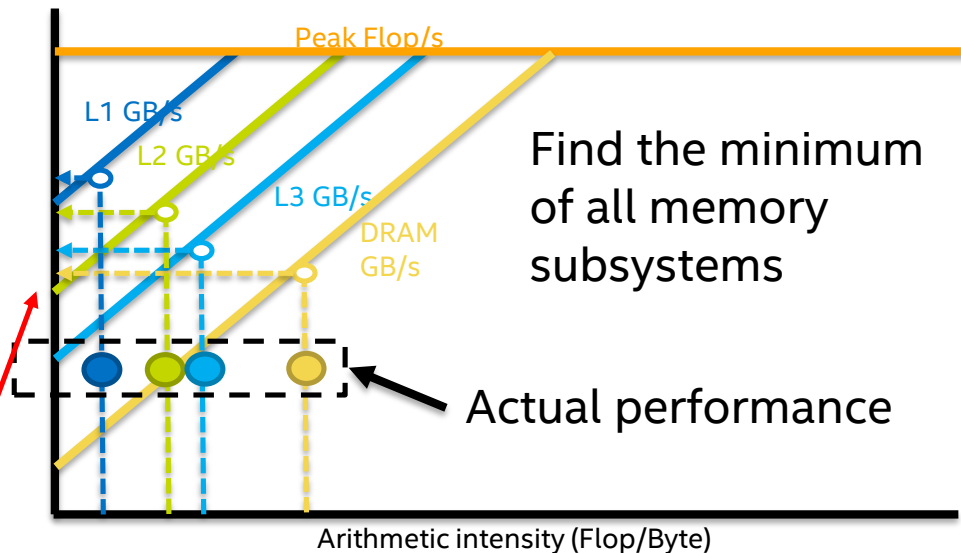 Peak Flop/s
L1 GB/s
L2 GB/s
L3 GB/s
DRAM
GB/s
Find the minimum
of all memory
subsystems
Actual performance
Arithmetic intensity (Flop/Byte)